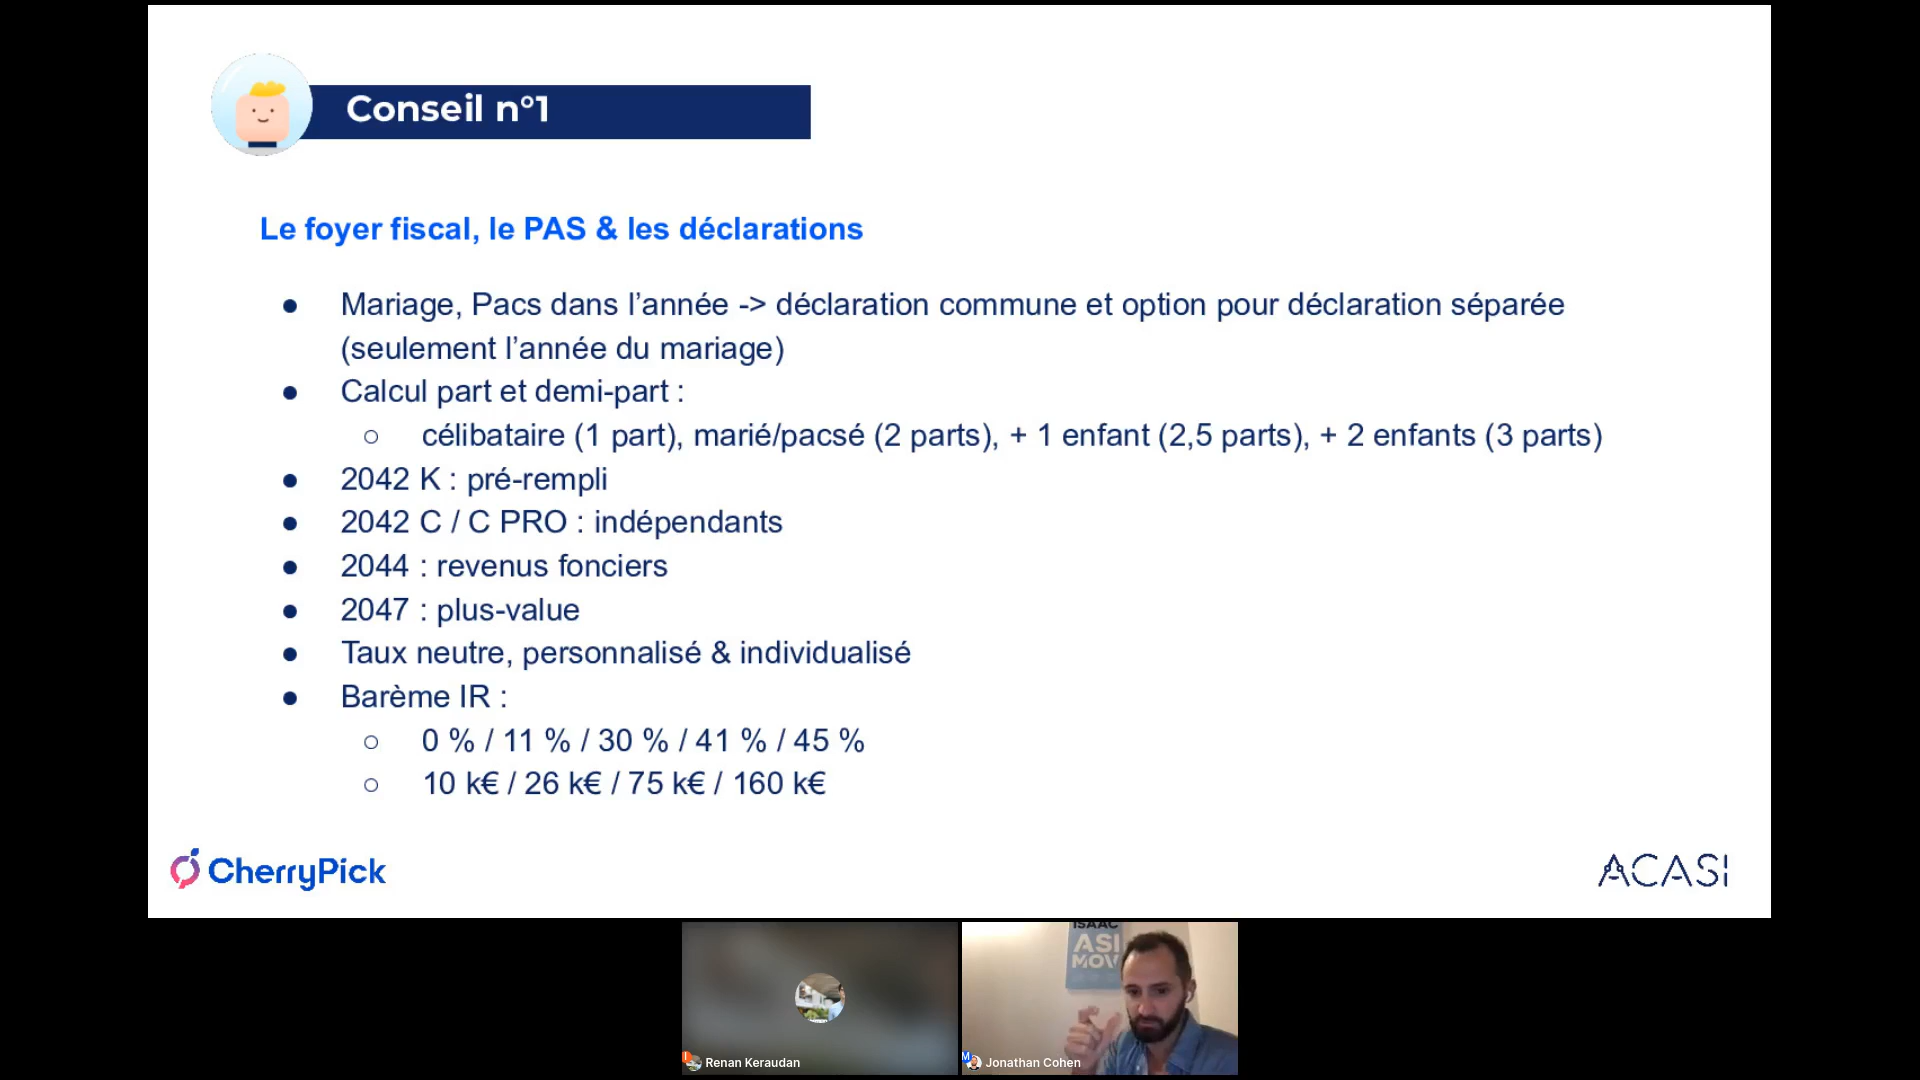 Conseil n°1
Le foyer fiscal, le PAS & les déclarations
● Mariage, Pacs dans l’année -> déclaration commune et option pour déclaration séparée
(seulement l’année du mariage)
● Calcul part et demi-part :
○ célibataire (1 part), marié/pacsé (2 parts), + 1 enfant (2,5 parts), + 2 enfants (3 parts)
● 2042 K : pré-rempli
● 2042 C / C PRO : indépendants
● 2044 : revenus fonciers
● 2047 : plus-value
● Taux neutre, personnalisé & individualisé
● Barème IR :
○ 0 % / 11 % / 30 % / 41 % / 45 %
○ 10 k€ / 26 k€ / 75 k€ / 160 k€
CherryPick
ACASI
ISAAC
ASI
MOV
Renan Keraudan
Jonathan Cohen